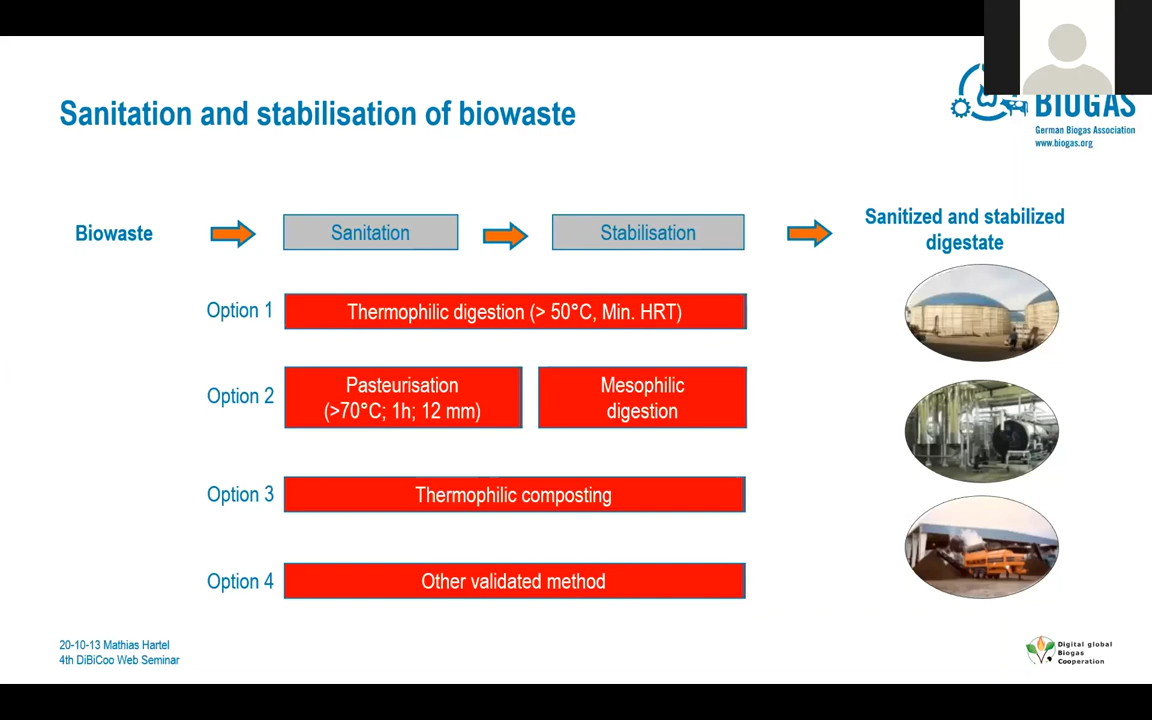 BIOGAS
German Biogas Association
www.biogas.org
Sanitation and stabilisation of biowaste
Biowaste
Sanitation
Stabilisation
Sanitized and stabilized
digestate
Option 1
Thermophilic digestion (> 50°C, Min. HRT)
Option 2
Pasteurisation
(>70°C; 1h; 12 mm)
Mesophilic
digestion
Option 3
Thermophilic composting
Option 4
Other validated method
20-10-13 Mathias Hartel
4th DiBiCoo Web Seminar
Digital global
Biogas
Cooperation